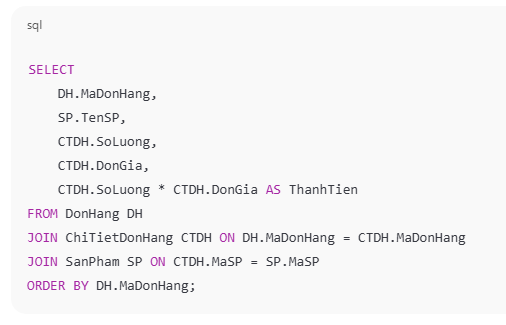 sql
SELECT
DH.MaDonHang,
SP.TenSP,
CTDH.SoLuong,
CTDH.DonGia,
CTDH.SoLuong * CTDH.DonGia AS ThanhTien
FROM DonHang DH
JOIN ChiTietDonHang CTDH ON DH.MaDonHang = CTDH.MaDonHang
JOIN SanPham SP ON CTDH.MaSP = SP.MaSP
ORDER BY DH.MaDonHang;